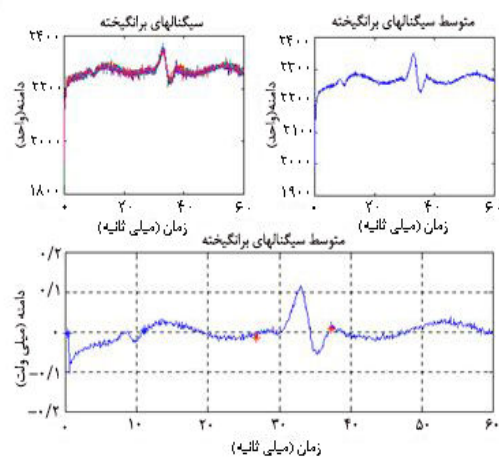 سیگنالهای برانگیخته
دامنه(واحد)
۲۴۰۰
۲۲۰۰
۲۰۰۰
۱۸۰۰
۰ ۲۰ ۴۰ ۶۰
زمان (میلی ثانیه)
متوسط سیگنالهای برانگیخته
دامنه(واحد)
۲۴۰۰
۲۳۰۰
۲۲۰۰
۲۱۰۰
۲۰۰۰
۱۹۰۰
۰ ۲۰ ۴۰ ۶۰
زمان (میلی ثانیه)
متوسط سیگنالهای برانگیخته
دامنه (میلی ولت)
۰/۲
۰/۱
۰
-۰/۱
-۰/۲
۰ ۱۰ ۲۰ ۳۰ ۴۰ ۵۰ ۶۰
زمان (میلی ثانیه)